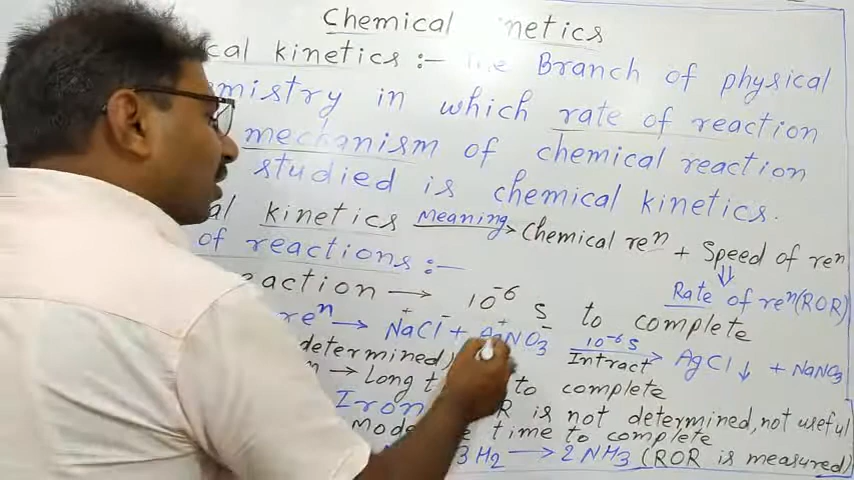 Chemical netics
cal kinetics :- The Branch of physical
mistry in which rate of reaction
mechanism of chemical reaction
studied is chemical kinetics.
al kinetics Meaning> Chemical reⁿ + Speed of reⁿ
of reactions :- Rate of reⁿ(ROR)
eaction → 10⁻⁶ s to complete
reⁿ → Na⁺Cl⁻ + Ag⁺NO₃⁻ 10⁻⁶ s Intract > AgCl↓ + NaNO₃
determined)
n → Long t to complete
Iron R is not determined, not useful
Mode e time to complete
3H₂ → 2NH₃ (ROR is measured)